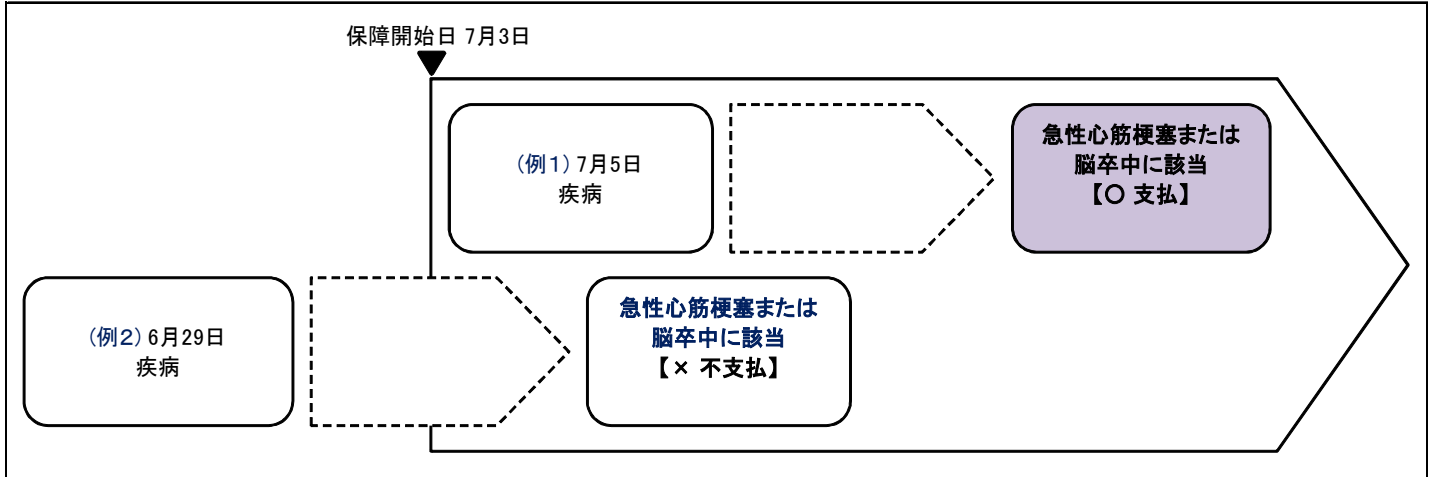 保障開始日 7月3日
（例１）7月5日
疾病
急性心筋梗塞または
脳卒中に該当
【○ 支払】
（例２）6月29日
疾病
急性心筋梗塞または
脳卒中に該当
【× 不支払】